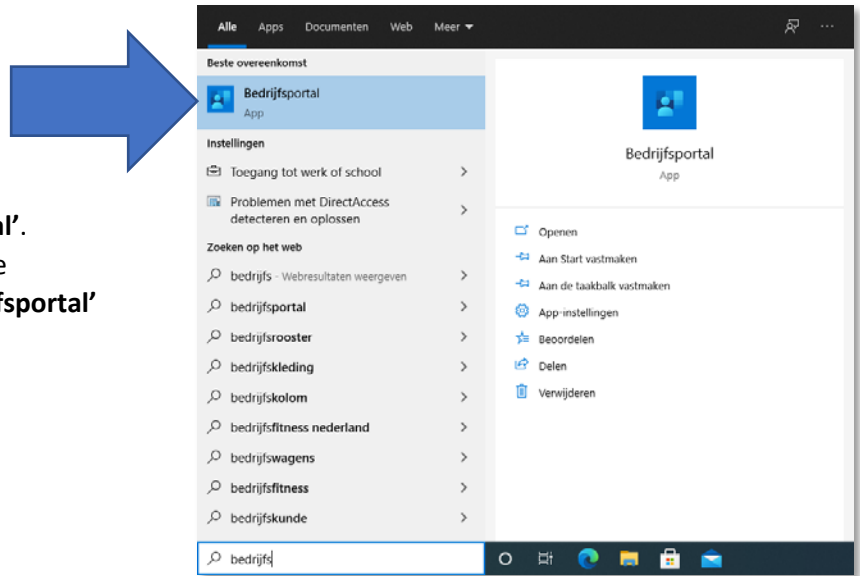 al'.
e
fsportal'
Alle Apps Documenten Web Meer
Beste overeenkomst
Bedrijfsportal
App
Instellingen
Toegang tot werk of school
Problemen met DirectAccess
detecteren en oplossen
Zoeken op het web
bedrijfs - Webresultaten weergeven
bedrijfsportal
bedrijfsrooster
bedrijfskleding
bedrijfskolom
bedrijfsfitness nederland
bedrijfswagens
bedrijfsfitness
bedrijfskunde
bedrijfs
Bedrijfsportal
App
Openen
Aan Start vastmaken
Aan de taakbalk vastmaken
App-instellingen
Beoordelen
Delen
Verwijderen